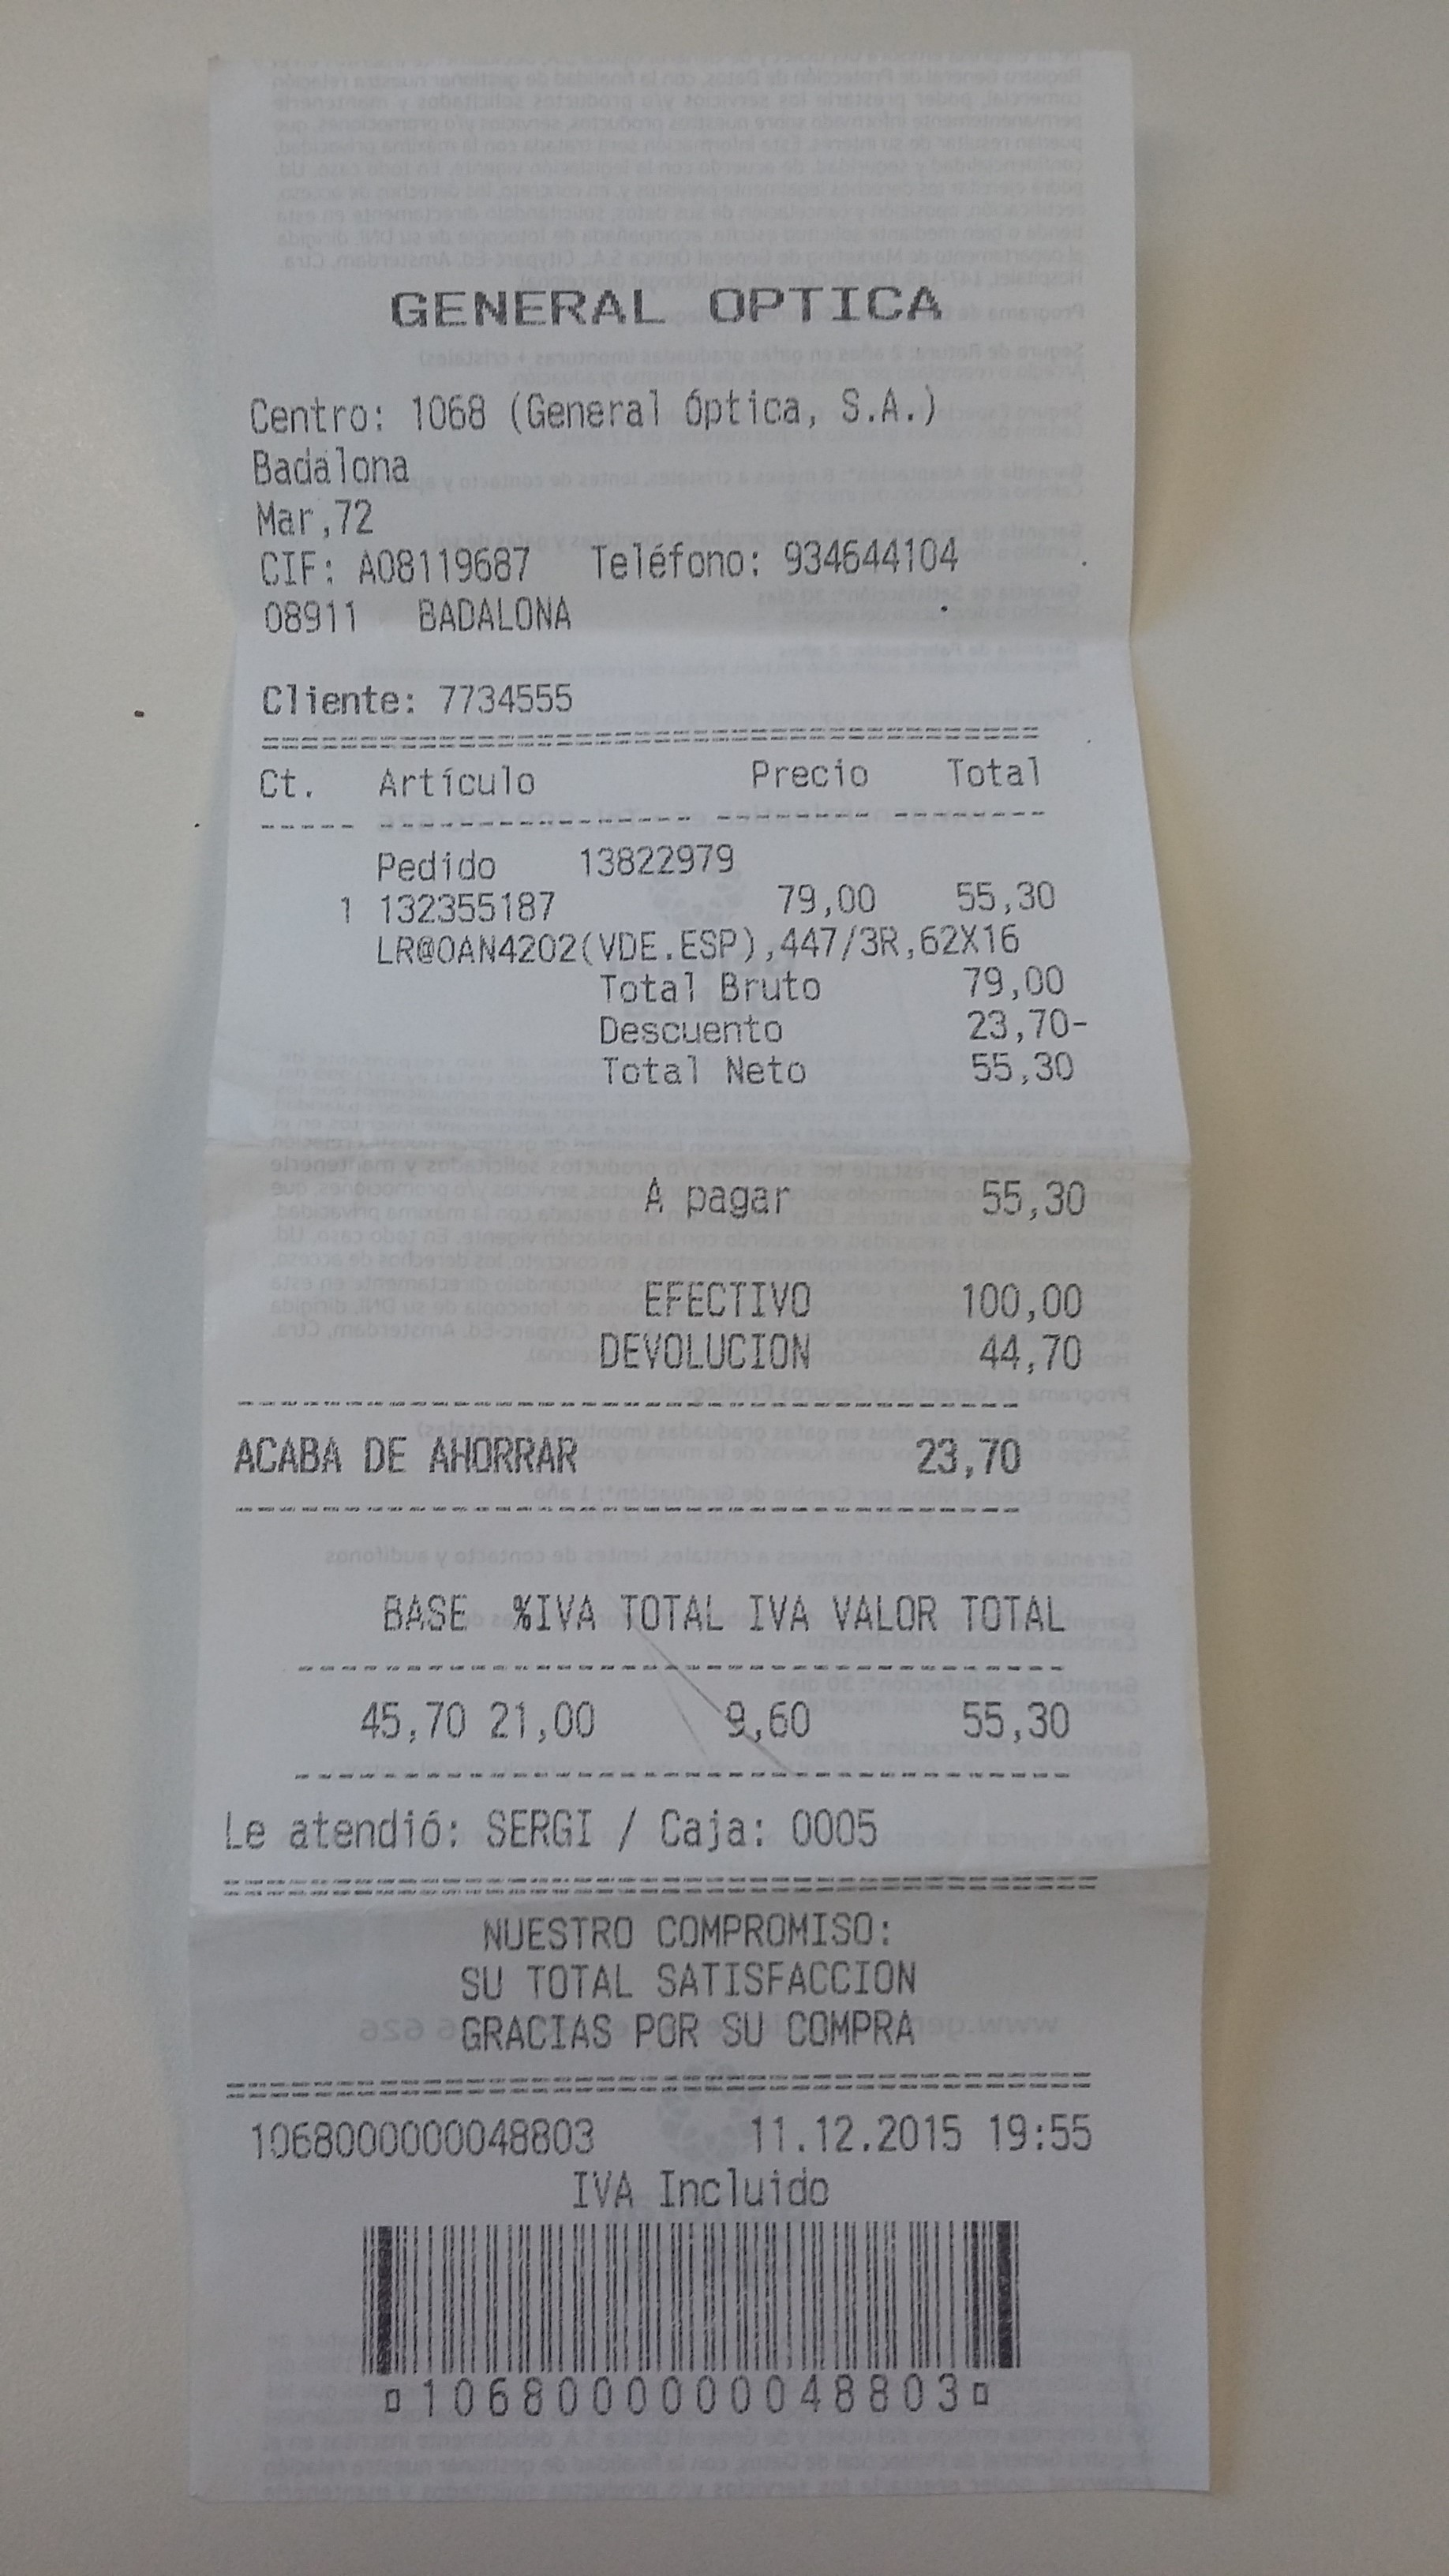 GENERAL OPTICA
Centro: 1068 (General Óptica, S.A.)
Badalona
Mar,72
CIF: A08119687 Teléfono: 934644104
08911 BADALONA
Cliente: 7734555
Ct. Artículo Precio Total
Pedido 13822979
1 132355187 79,00 55,30
LR@0AN4202(VDE.ESP),447/3R,62X16
Total Bruto 79,00
Descuento 23,70-
Total Neto 55,30
A pagar 55,30
EFECTIVO 100,00
DEVOLUCION 44,70
ACABA DE AHORRAR 23,70
BASE %IVA TOTAL IVA VALOR TOTAL
45,70 21,00 9,60 55,30
Le atendió: SERGI / Caja: 0005
NUESTRO COMPROMISO:
SU TOTAL SATISFACCION
GRACIAS POR SU COMPRA
1068000000048803 11.12.2015 19:55
IVA Incluido
¤1068000000048803¤